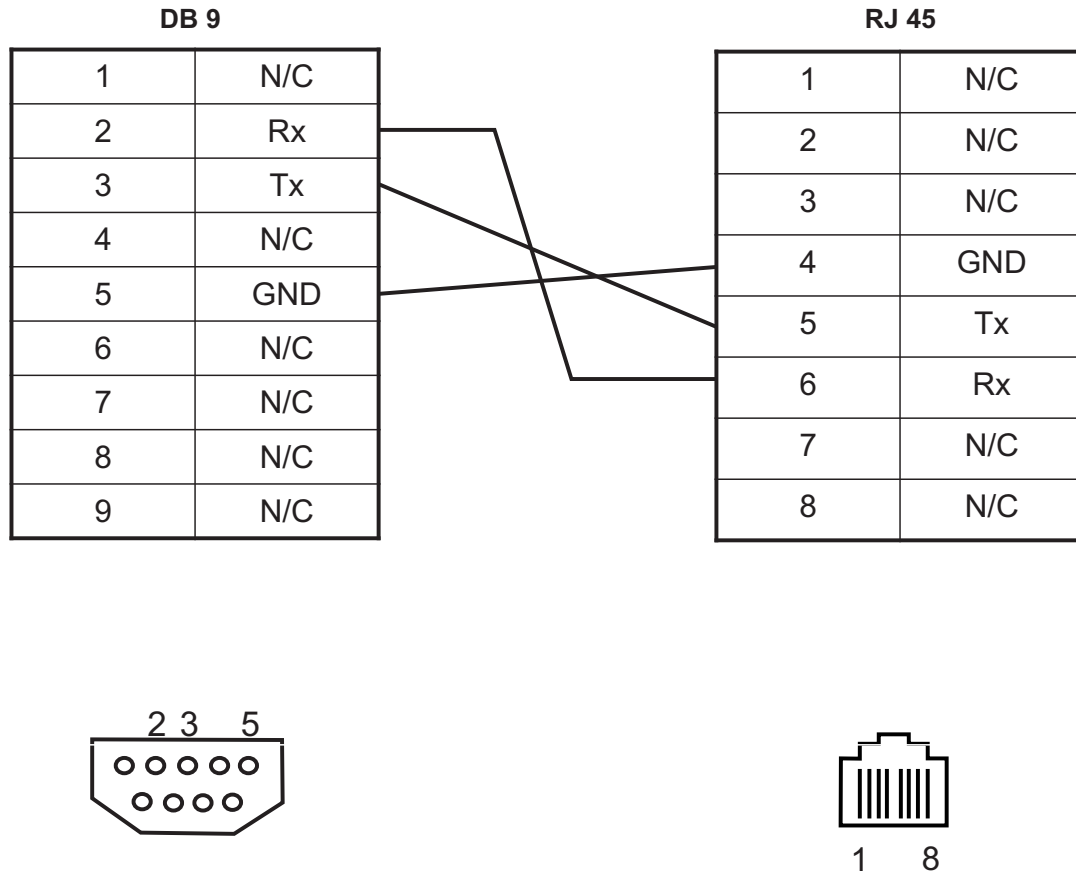 DB 9
1 N/C
2 Rx
3 Tx
4 N/C
5 GND
6 N/C
7 N/C
8 N/C
9 N/C
RJ 45
1 N/C
2 N/C
3 N/C
4 GND
5 Tx
6 Rx
7 N/C
8 N/C
2 3 5
1 8